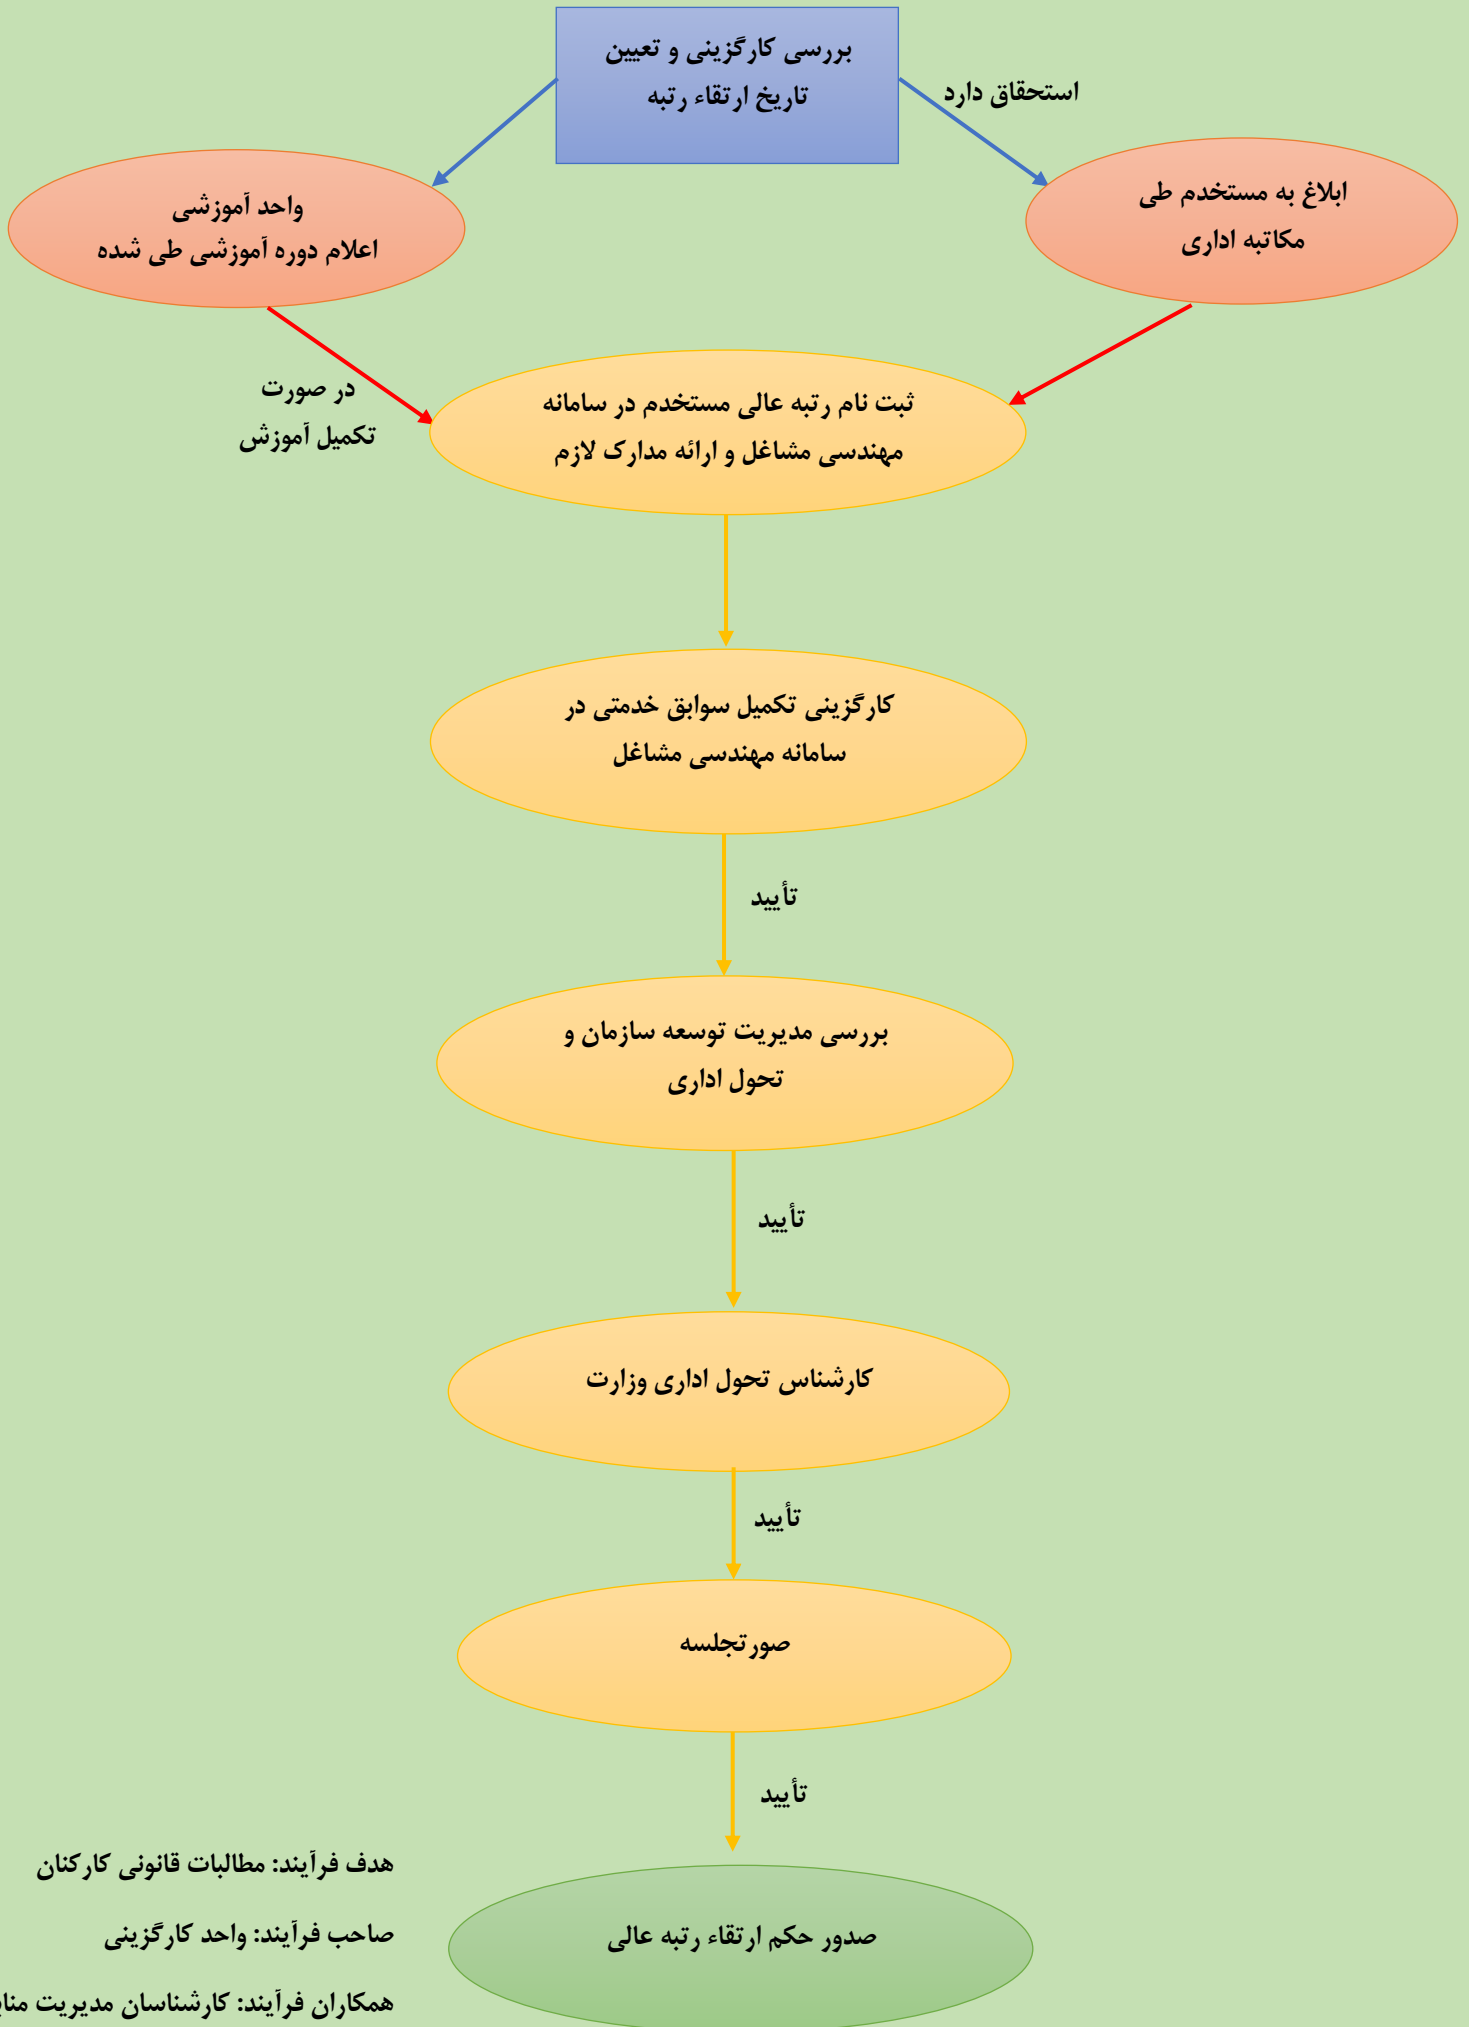 بررسی کارگزینی و تعیین
تاریخ ارتقاء رتبه
استحقاق دارد
ابلاغ به مستخدم طی
مکاتبه اداری
واحد آموزشی
اعلام دوره آموزشی طی شده
در صورت
تکمیل آموزش
ثبت نام رتبه عالی مستخدم در سامانه
مهندسی مشاغل و ارائه مدارک لازم
کارگزینی تکمیل سوابق خدمتی در
سامانه مهندسی مشاغل
تأیید
بررسی مدیریت توسعه سازمان و
تحول اداری
تأیید
کارشناس تحول اداری وزارت
تأیید
صورتجلسه
تأیید
صدور حکم ارتقاء رتبه عالی
هدف فرآیند: مطالبات قانونی کارکنان
صاحب فرآیند: واحد کارگزینی
همکاران فرآیند: کارشناسان مدیریت